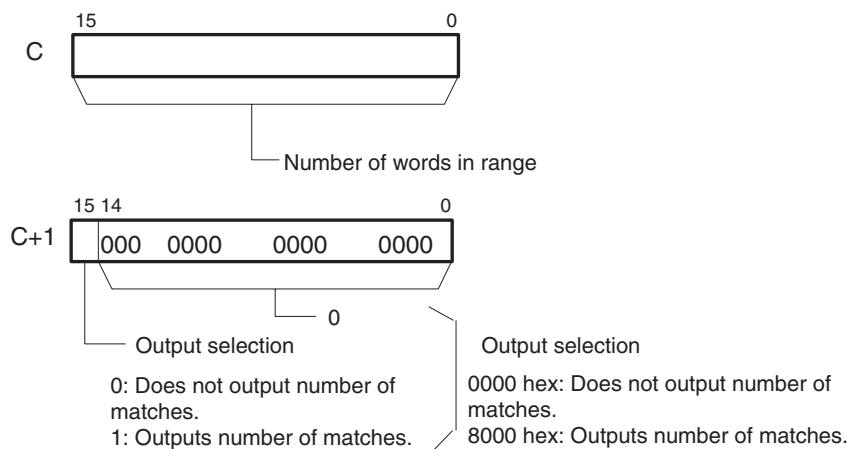 15 0
C
Number of words in range
15 14 0
C+1 000 0000 0000 0000
0
Output selection
0: Does not output number of
matches.
1: Outputs number of matches.
Output selection
0000 hex: Does not output number of
matches.
8000 hex: Outputs number of matches.